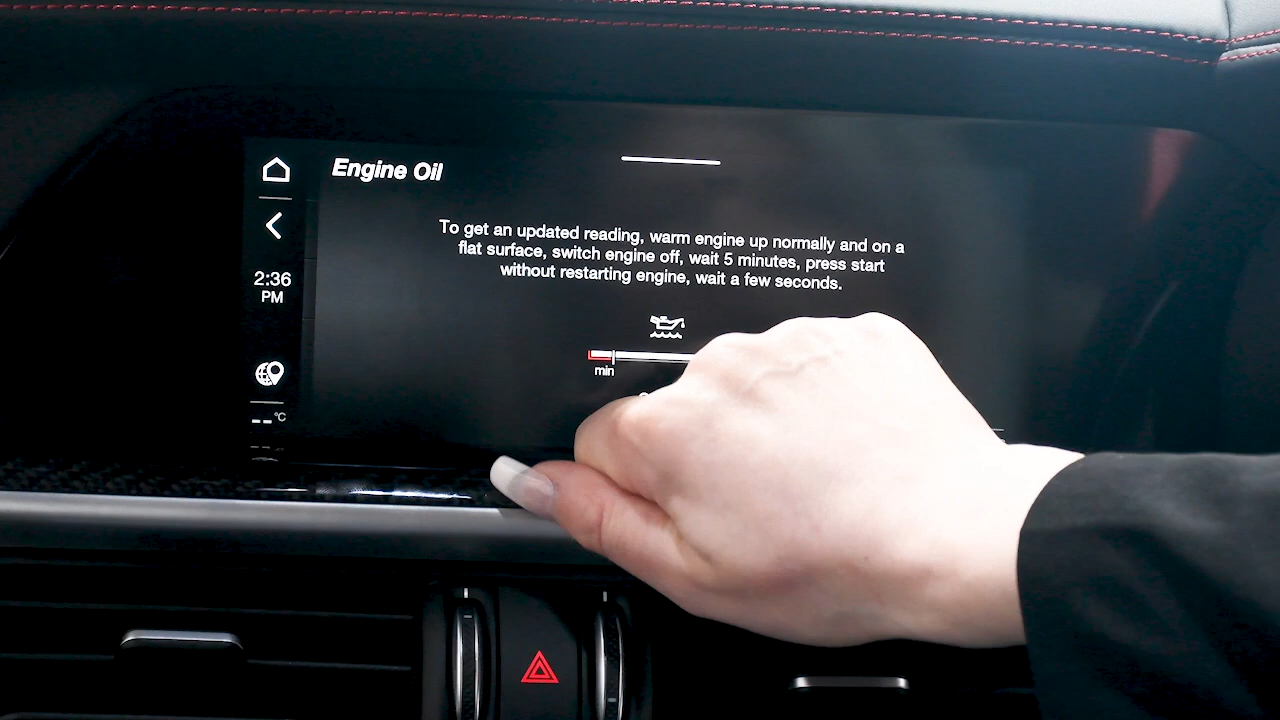 Engine Oil
To get an updated reading, warm engine up normally and on a
flat surface, switch engine off, wait 5 minutes, press start
without restarting engine, wait a few seconds.
2:36
PM
min
--°C